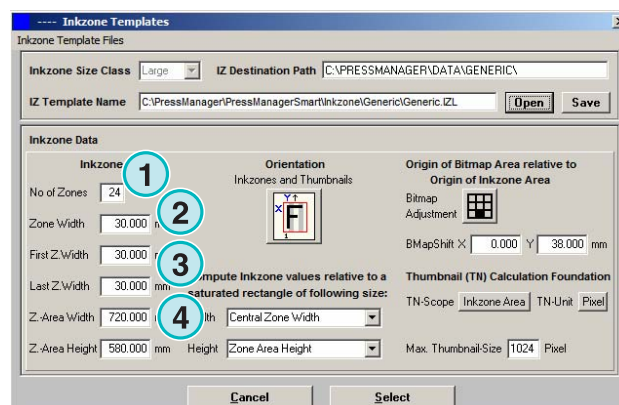 ---- Inkzone Templates
Inkzone Template Files
Inkzone Size Class Large IZ Destination Path C:\PRESSMANAGER\DATA\GENERIC\
IZ Template Name C:\PressManager\PressManagerSmart\Inkzone\Generic\Generic.IZL Open Save
Inkzone Data
Inkzone Orientation Origin of Bitmap Area relative to
Inkzones and Thumbnails Origin of Inkzone Area
No of Zones 24 1
Bitmap
Adjustment
X Y F 1
Zone Width 30.000 2
BMapShift X 0.000 Y 38.000 mm
First Z.Width 30.000 3
Compute Inkzone values relative to a Thumbnail (TN) Calculation Foundation
Last Z.Width 30.000 mm saturated rectangle of following size:
TN-Scope Inkzone Area TN-Unit Pixel
Z.-Area Width 720.000 4 Central Zone Width
Z.-Area Height 580.000 mm Height Zone Area Height Max. Thumbnail-Size 1024 Pixel
Cancel Select